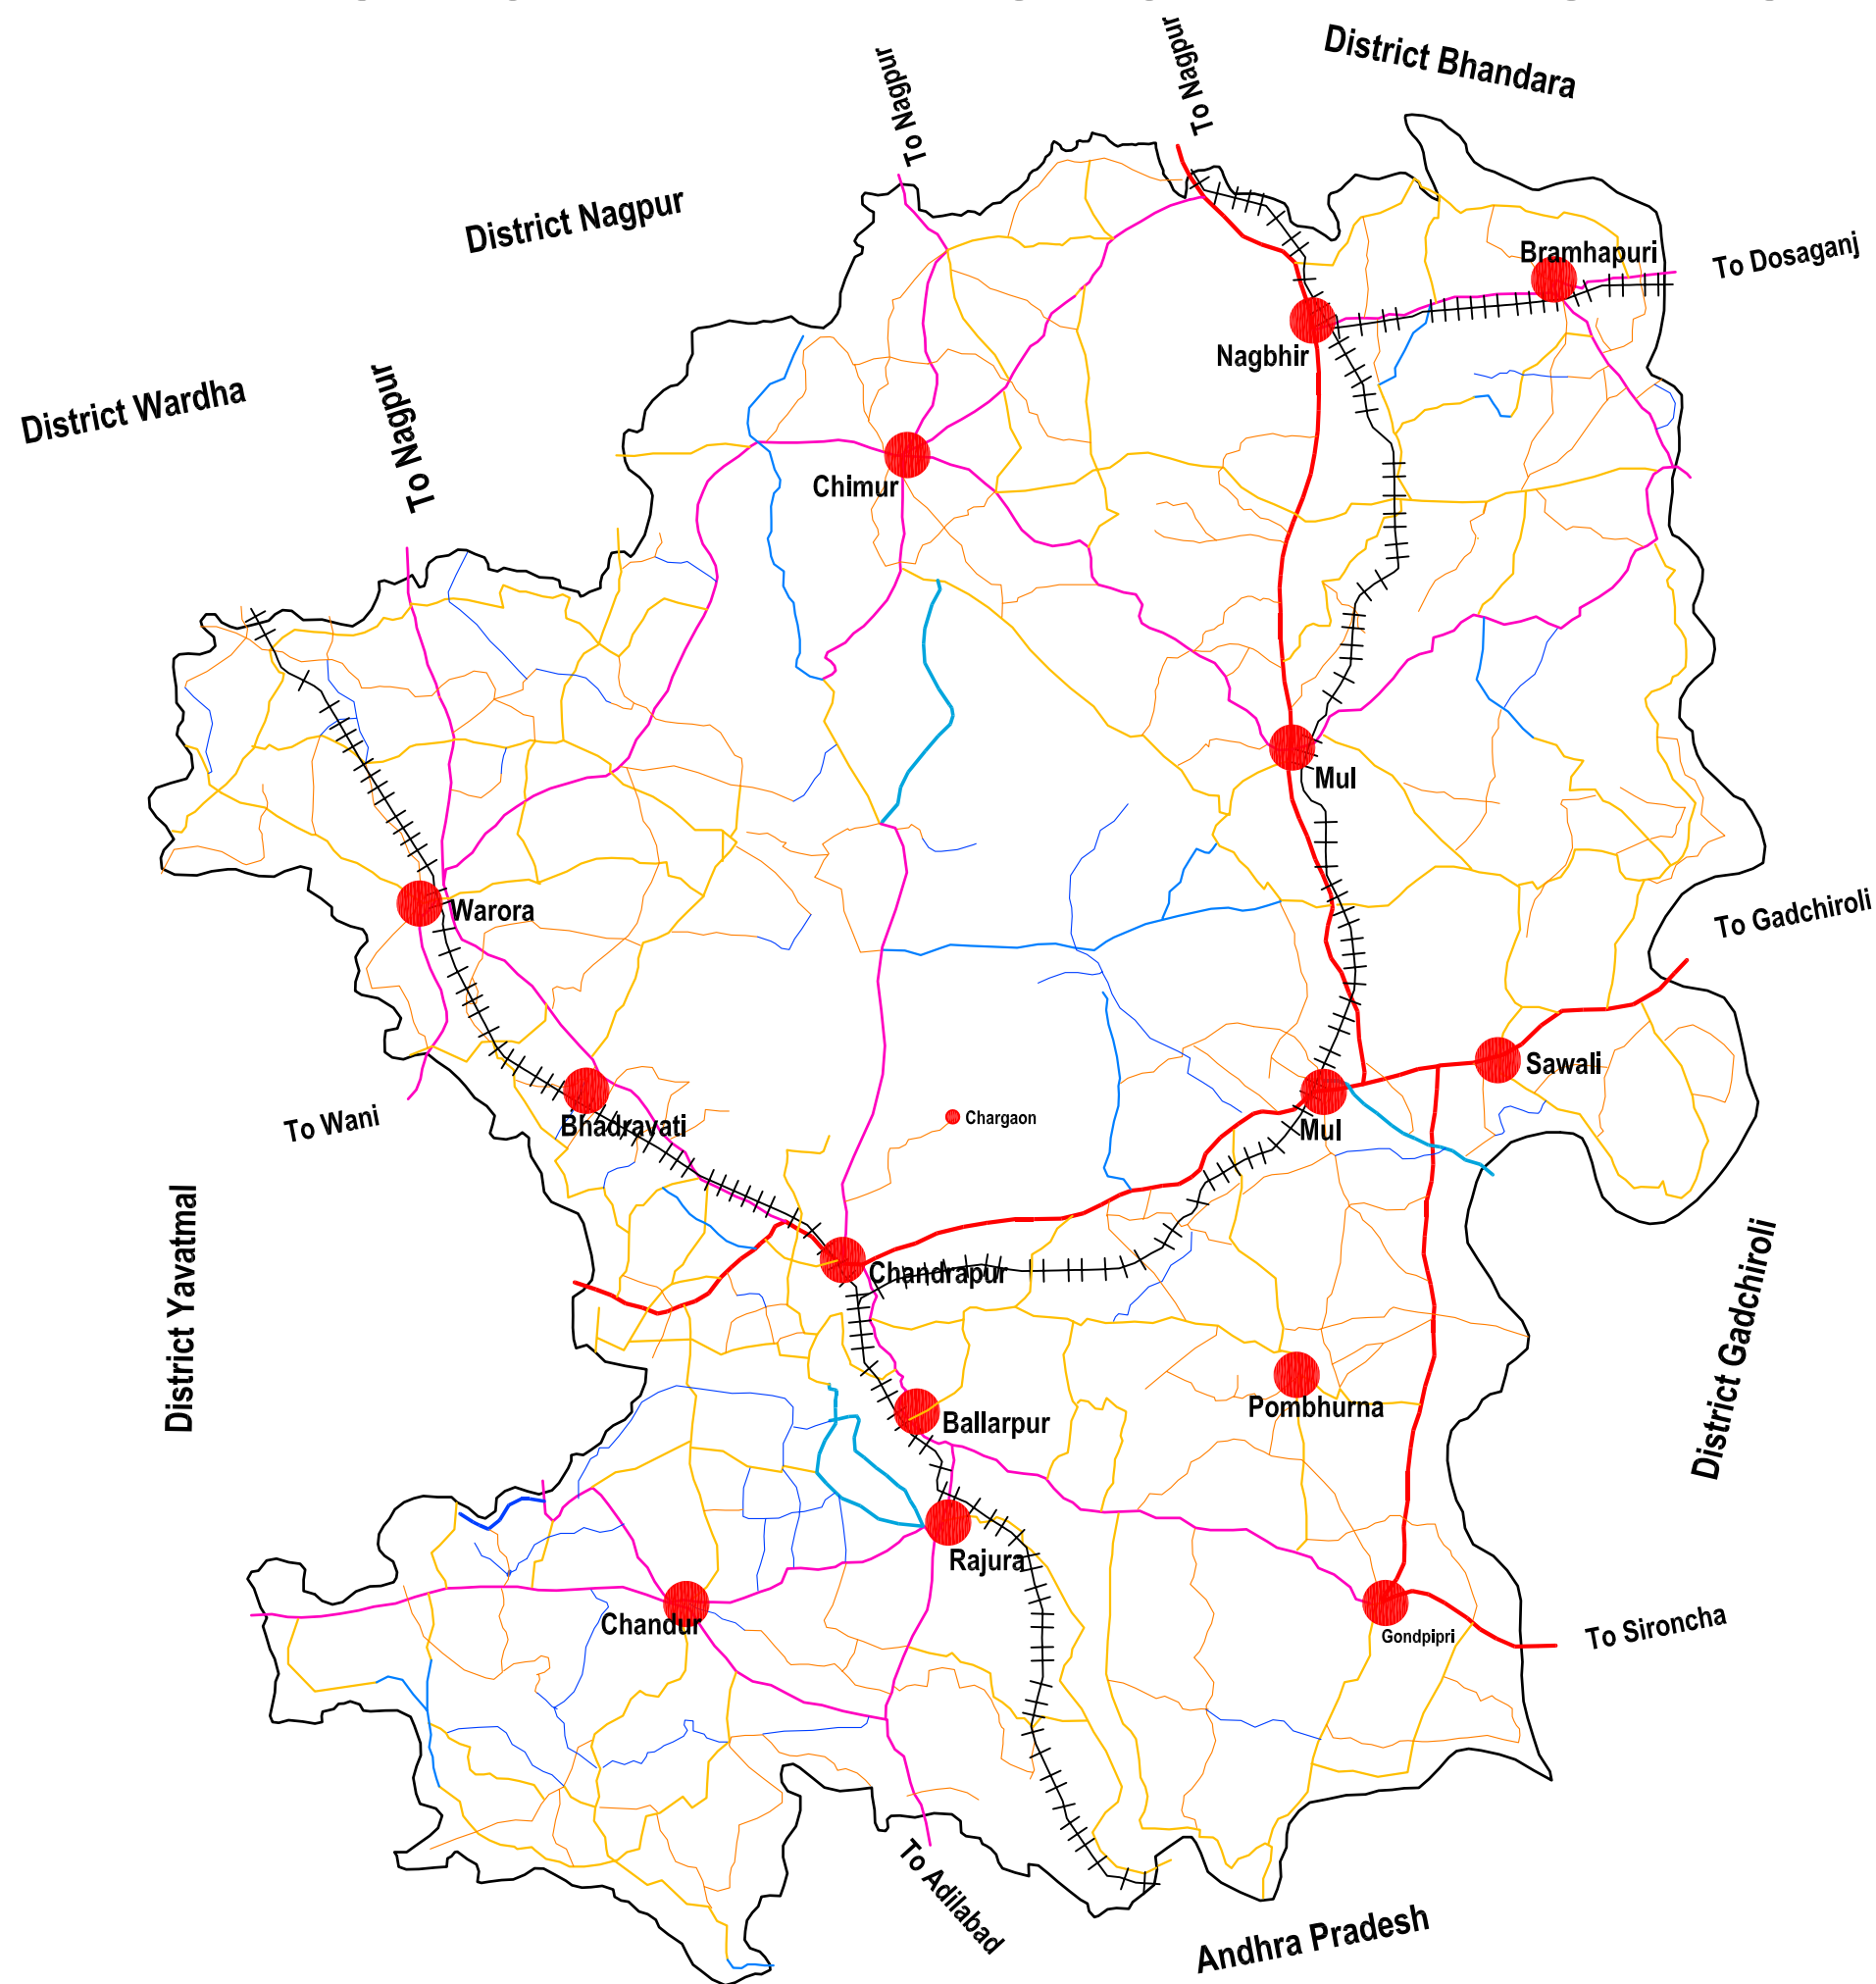 To Nagpur
To Nagpur
District Bhandara
District Nagpur
Bramhapuri
To Dosaganj
Nagbhir
District Wardha
To Nagpur
Chimur
Mul
Warora
To Gadchiroli
Sawali
To Wani
Bhadravati
Chargaon
Mul
District Yavatmal
Chandrapur
District Gadchiroli
Pombhurna
Ballarpur
Rajura
Chandur
Gondpipri
To Sironcha
To Adilabad
Andhra Pradesh